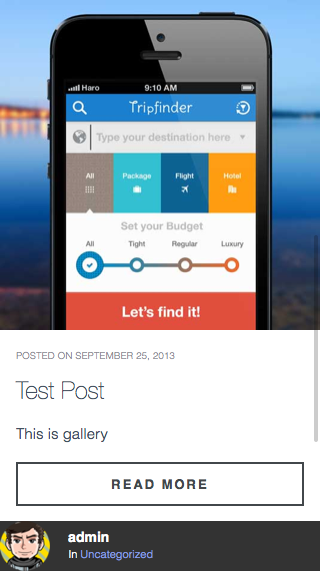 Haro 9:10 AM
Tripfinder
Type your destination here
All Package Flight Hotel
Set your Budget
All Tight Regular Luxury
Let's find it!
POSTED ON SEPTEMBER 25, 2013
Test Post
This is gallery
READ MORE
admin
In Uncategorized